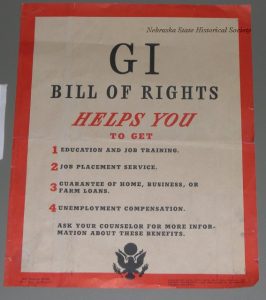 Nebraska State Historical Society
GI
BILL OF RIGHTS
HELPS YOU
TO GET
1 EDUCATION AND JOB TRAINING.
2 JOB PLACEMENT SERVICE.
3 GUARANTEE OF HOME, BUSINESS, OR
FARM LOANS.
4 UNEMPLOYMENT COMPENSATION.
ASK YOUR COUNSELOR FOR MORE INFOR-
MATION ABOUT THESE BENEFITS.